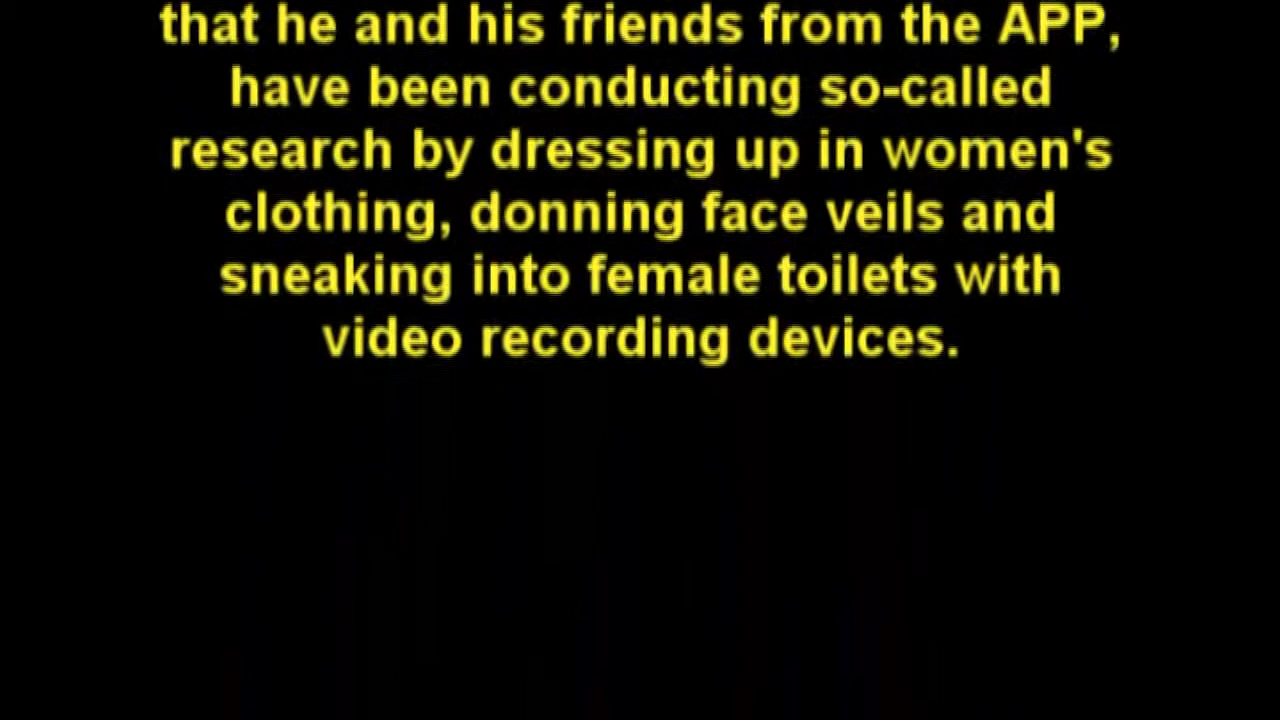 that he and his friends from the APP,
have been conducting so-called
research by dressing up in women's
clothing, donning face veils and
sneaking into female toilets with
video recording devices.